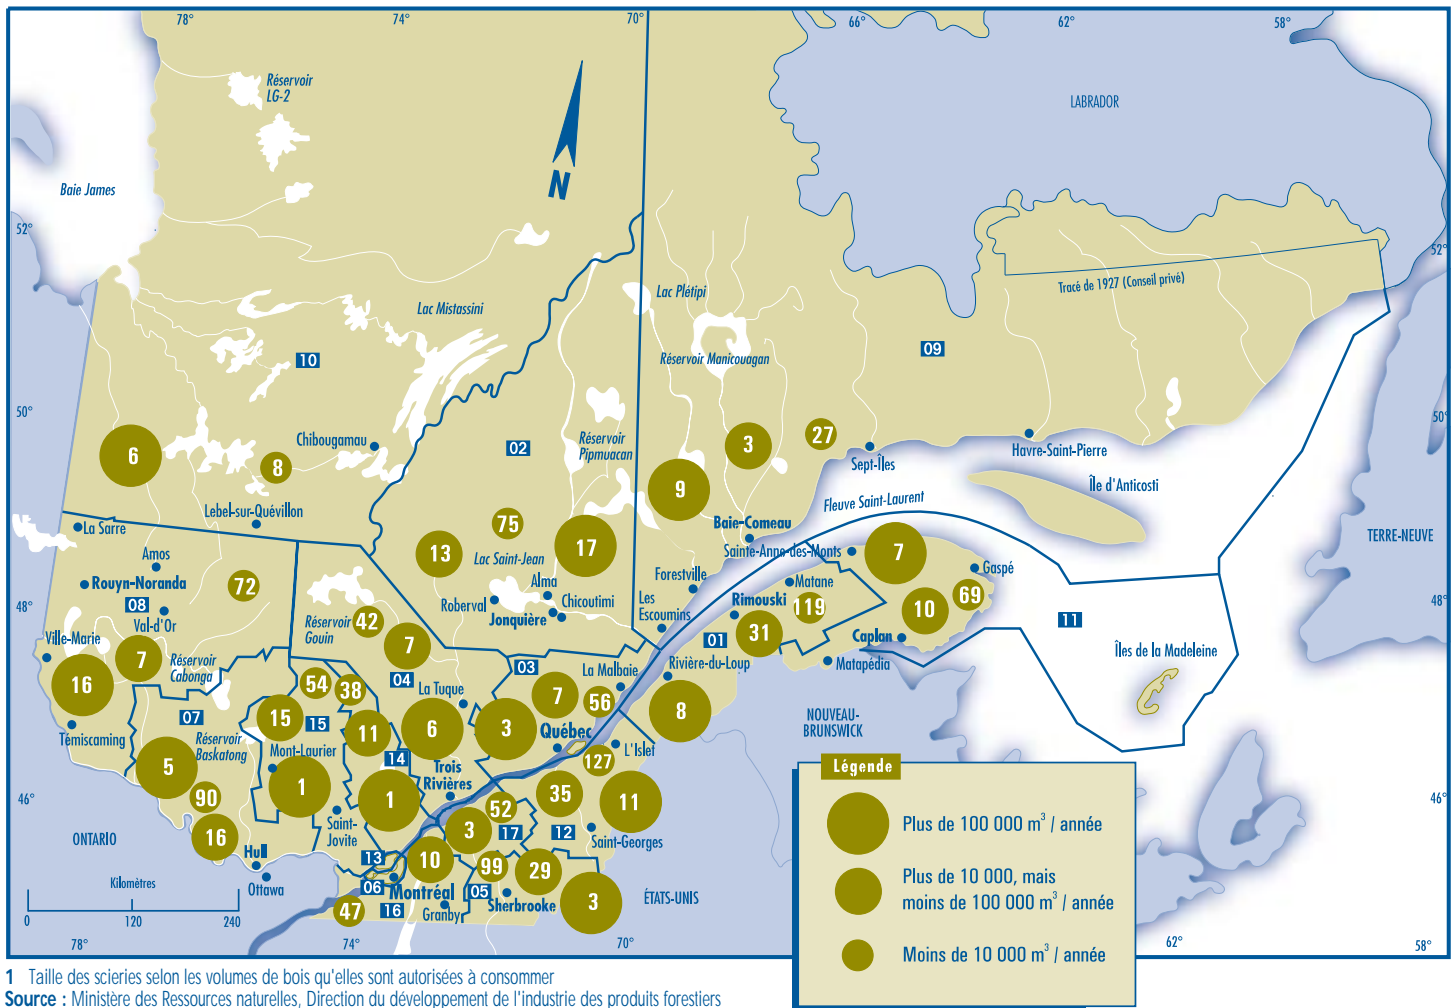 78°
74°
70°
66°
62°
58°
Réservoir
LG-2
LABRADOR
Baie James
N
52°
52°
Tracé de 1927 (Conseil privé)
Lac Plétipi
Lac Mistassini
Réservoir Manicouagan
09
10
50°
50°
Chibougamau
02
Réservoir
Pipmuacan
3
27
Sept-Îles
Havre-Saint-Pierre
6
8
9
Île d'Anticosti
Fleuve Saint-Laurent
Lebel-sur-Quévillon
La Sarre
75
Baie-Comeau
TERRE-NEUVE
Amos
13
Lac Saint-Jean
17
Sainte-Anne-des-Monts
7
Gaspé
Rouyn-Noranda
72
Alma
Forestville
Matane
69
08
Val-d'Or
Roberval
Chicoutimi
Jonquière
Les
Escoumins
Rimouski
119
10
48°
48°
Réservoir
Gouin
42
01
31
Caplan
11
Ville-Marie
7
7
03
La Malbaie
Rivière-du-Loup
Matapédia
Îles de la Madeleine
16
Réservoir
Cabonga
54
38
04
La Tuque
7
56
8
NOUVEAU-
BRUNSWICK
07
15
15
11
6
3
Québec
L'Islet
Témiscaming
Réservoir
Baskatong
Mont-Laurier
14
Trois
Rivières
127
5
1
1
35
11
90
52
46°
46°
Saint-
Jovite
3
17
12
Saint-Georges
ONTARIO
16
Hull
13
10
99
29
Ottawa
06
Montréal
05
Sherbrooke
3
ÉTATS-UNIS
47
16
Granby
Kilomètres
0
120
240
78°
74°
70°
62°
58°
Légende
Plus de 100 000 m³ / année
Plus de 10 000, mais
moins de 100 000 m³ / année
Moins de 10 000 m³ / année
1 Taille des scieries selon les volumes de bois qu'elles sont autorisées à consommer
Source : Ministère des Ressources naturelles, Direction du développement de l'industrie des produits forestiers